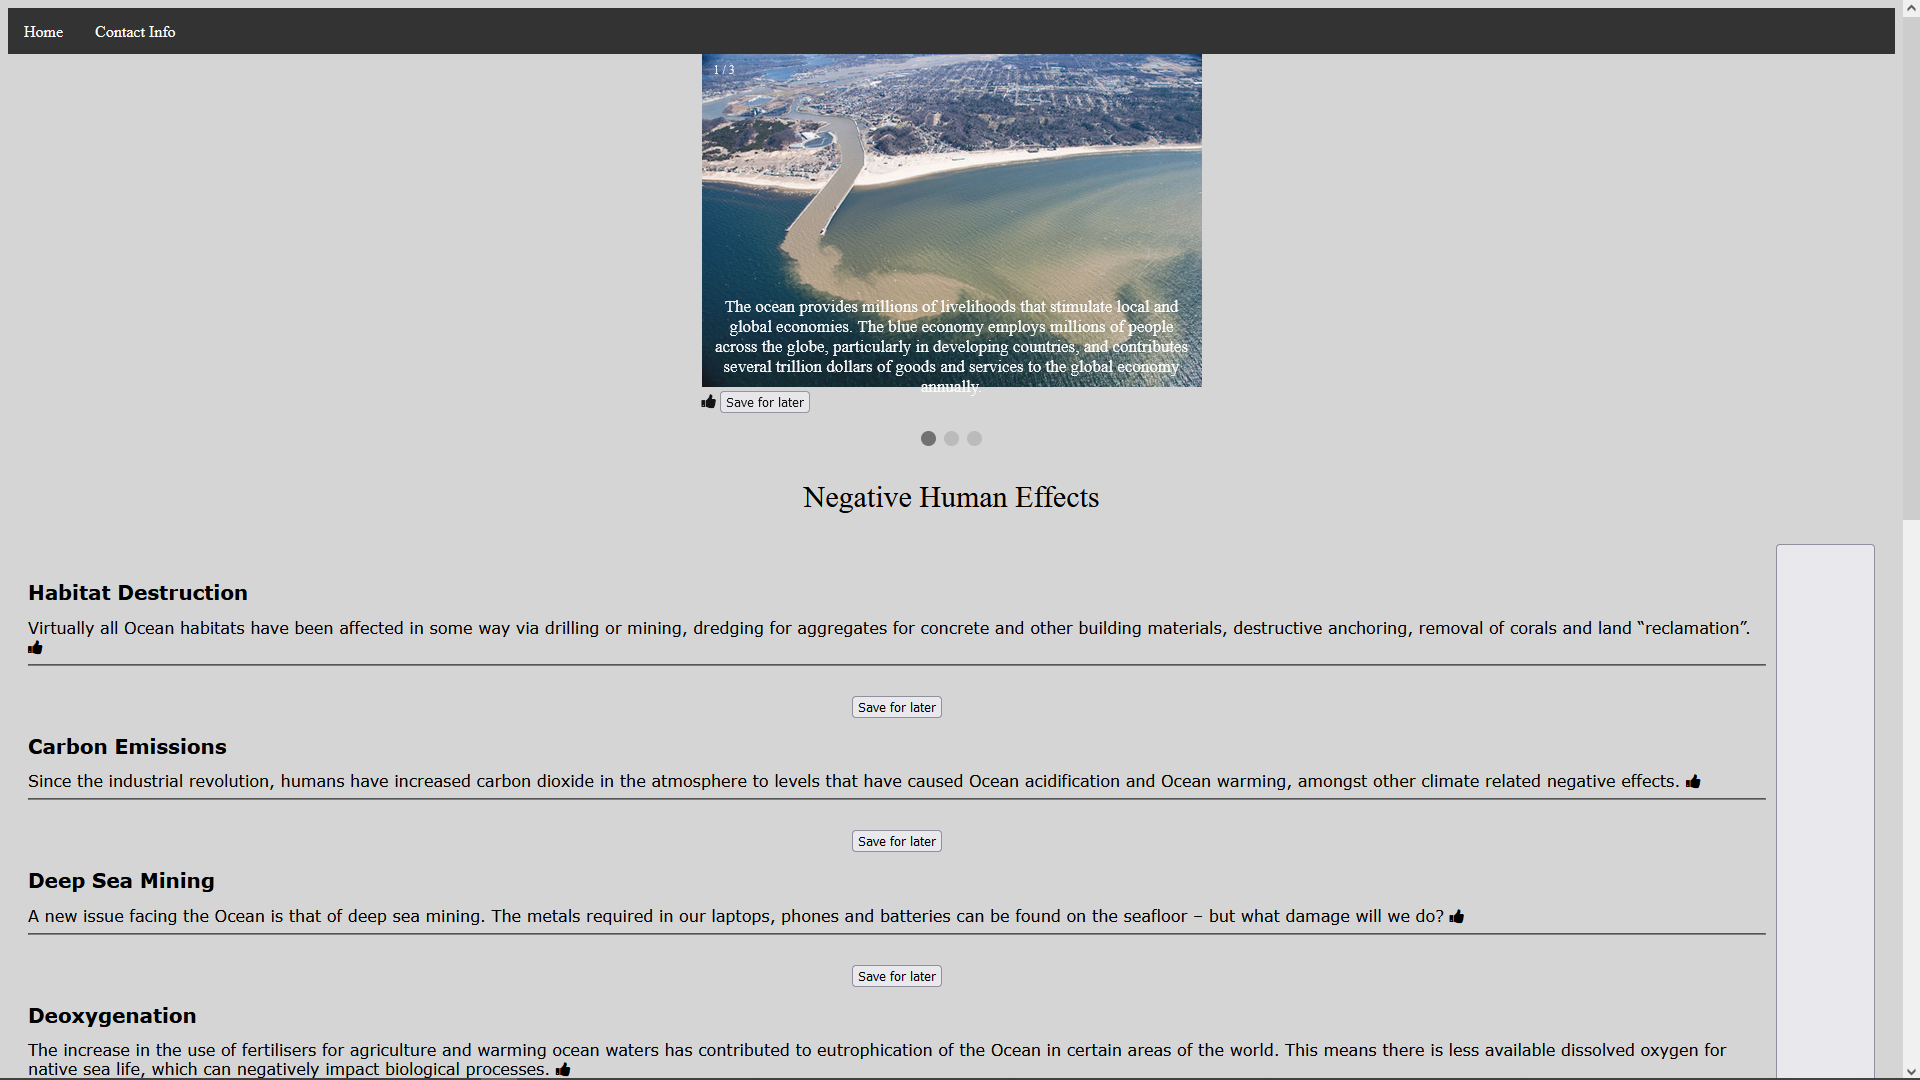 Home Contact Info
1 / 3
The ocean provides millions of livelihoods that stimulate local and
global economies. The blue economy employs millions of people
across the globe, particularly in developing countries, and contributes
several trillion dollars of goods and services to the global economy
annually.
Save for later
Negative Human Effects
Habitat Destruction
Virtually all Ocean habitats have been affected in some way via drilling or mining, dredging for aggregates for concrete and other building materials, destructive anchoring, removal of corals and land “reclamation”.
Save for later
Carbon Emissions
Since the industrial revolution, humans have increased carbon dioxide in the atmosphere to levels that have caused Ocean acidification and Ocean warming, amongst other climate related negative effects.
Save for later
Deep Sea Mining
A new issue facing the Ocean is that of deep sea mining. The metals required in our laptops, phones and batteries can be found on the seafloor – but what damage will we do?
Save for later
Deoxygenation
The increase in the use of fertilisers for agriculture and warming ocean waters has contributed to eutrophication of the Ocean in certain areas of the world. This means there is less available dissolved oxygen for
native sea life, which can negatively impact biological processes.